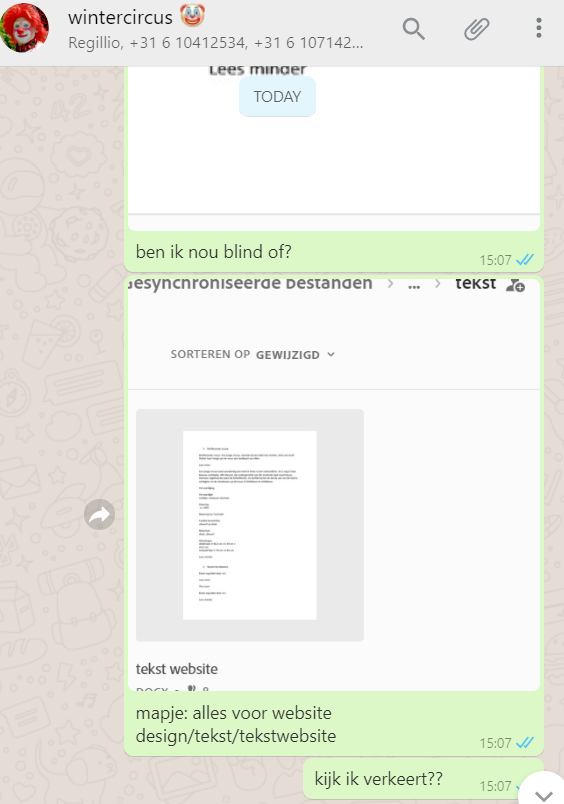 wintercircus 🤡
Regillio, +31 6 10412534, +31 6 107142...
Lees minder
TODAY
ben ik nou blind of?
15:07
gesynchroniseerde bestanden > ... > tekst
SORTEREN OP GEWIJZIGD
tekst website
DOCX
mapje: alles voor website
design/tekst/tekstwebsite
15:07
kijk ik verkeert??
15:07